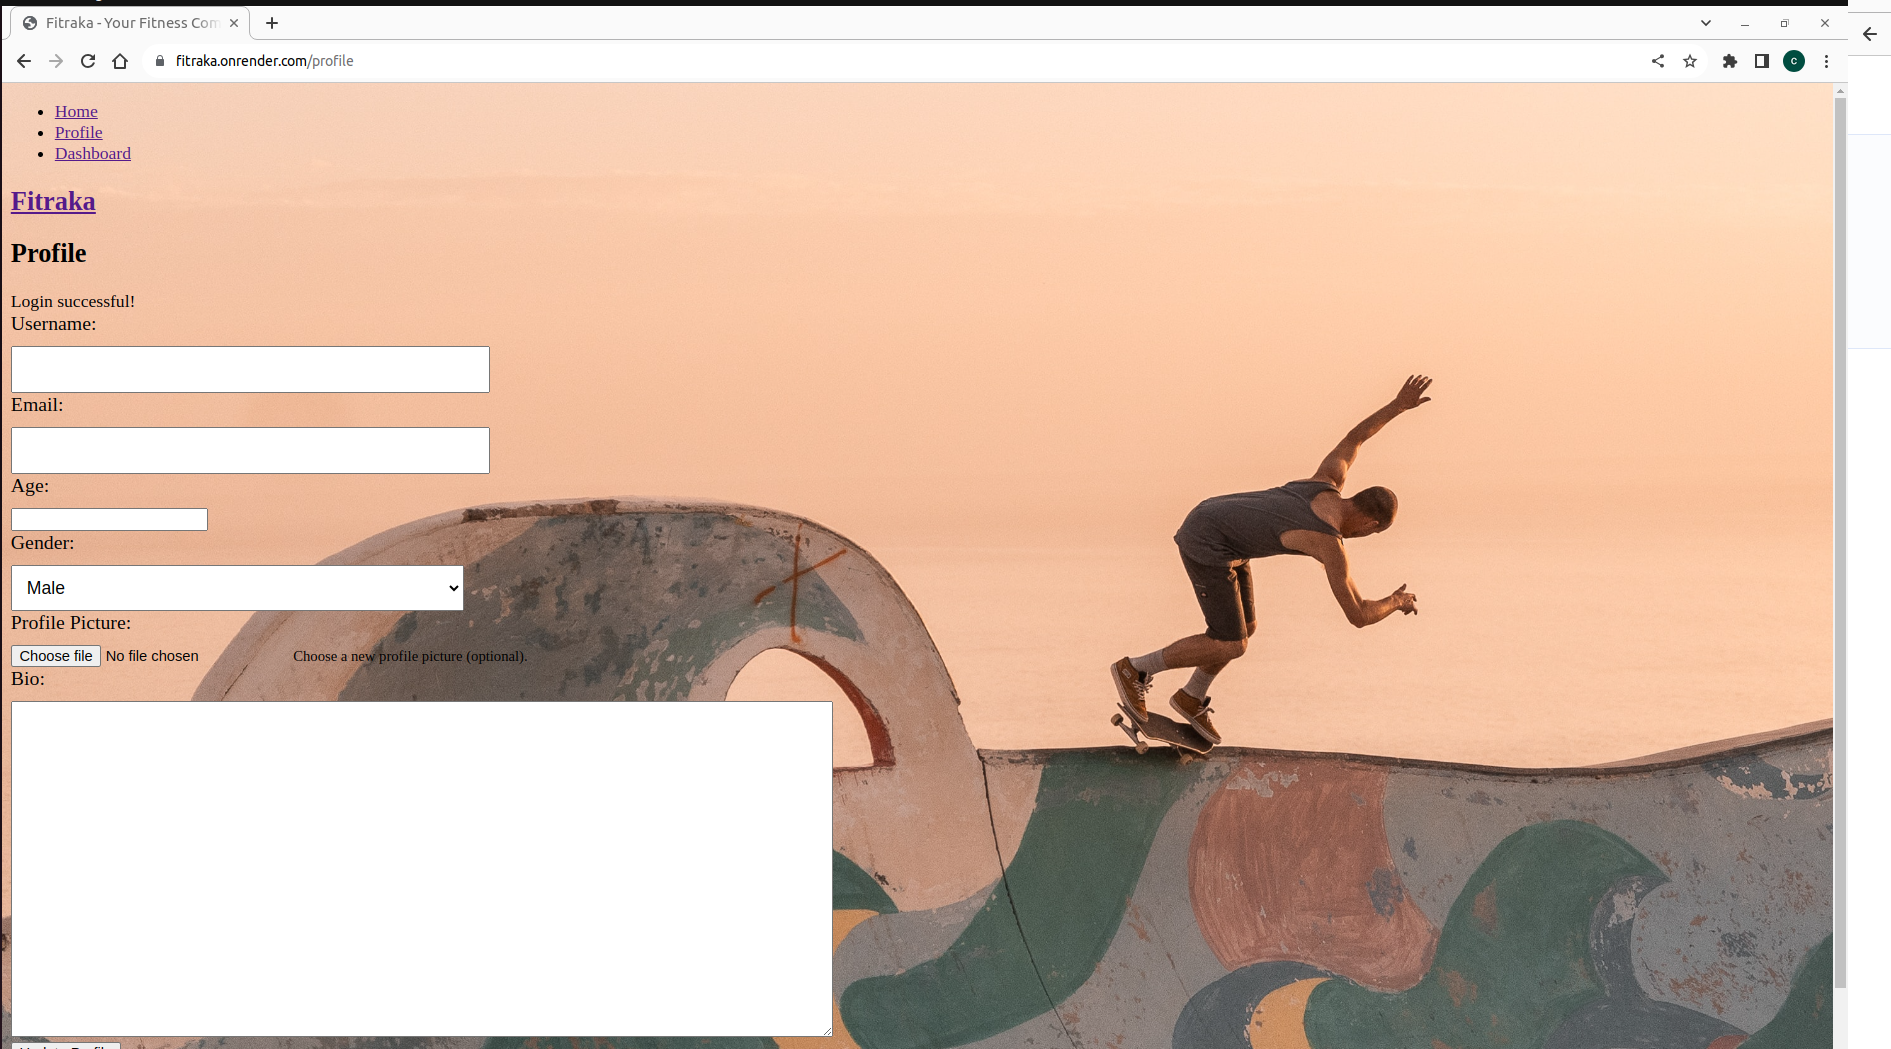 Fitraka - Your Fitness Com
fitraka.onrender.com/profile
C
Home
Profile
Dashboard
Fitraka
Profile
Login successful!
Username:
Email:
Age:
Gender:
Male
Profile Picture:
Choose file No file chosen Choose a new profile picture (optional).
Bio: